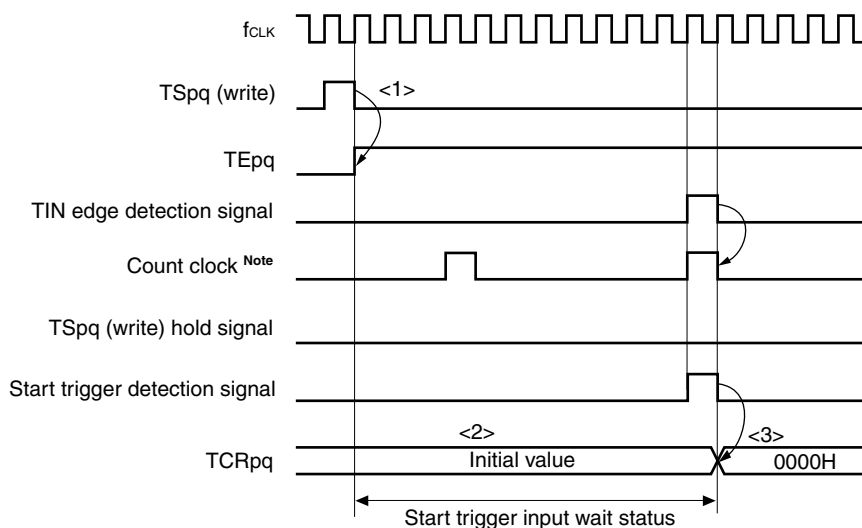 fCLK
TSpq (write)
<1>
TEpq
TIN edge detection signal
Count clock Note
TSpq (write) hold signal
Start trigger detection signal
<2>
<3>
TCRpq
Initial value
0000H
Start trigger input wait status